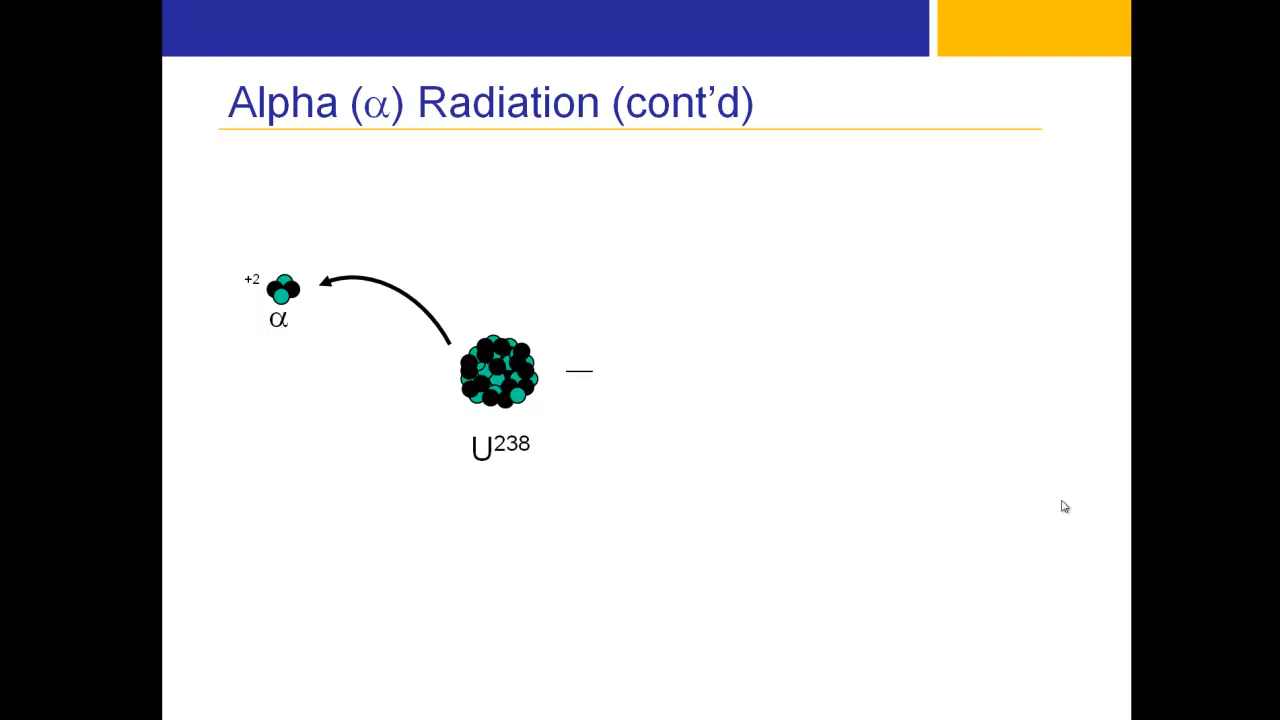 Alpha (α) Radiation (cont’d)
+2
α
U²³⁸